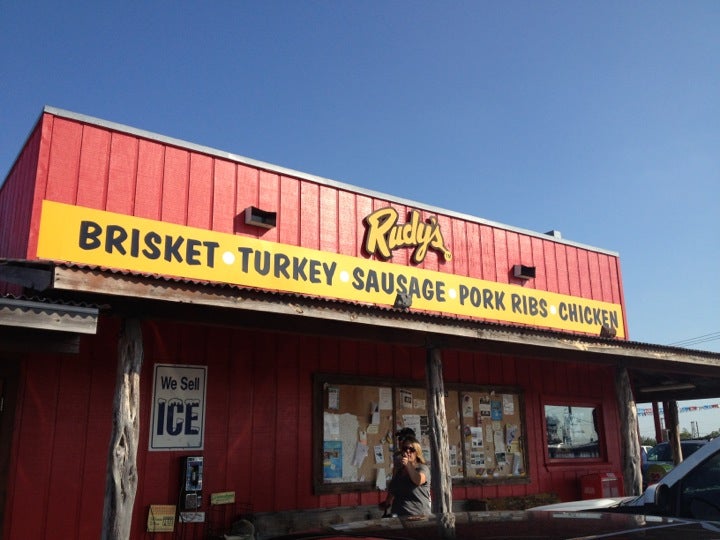 Rudy's
BRISKET • TURKEY • SAUSAGE • PORK RIBS • CHICKEN
We Sell
ICE